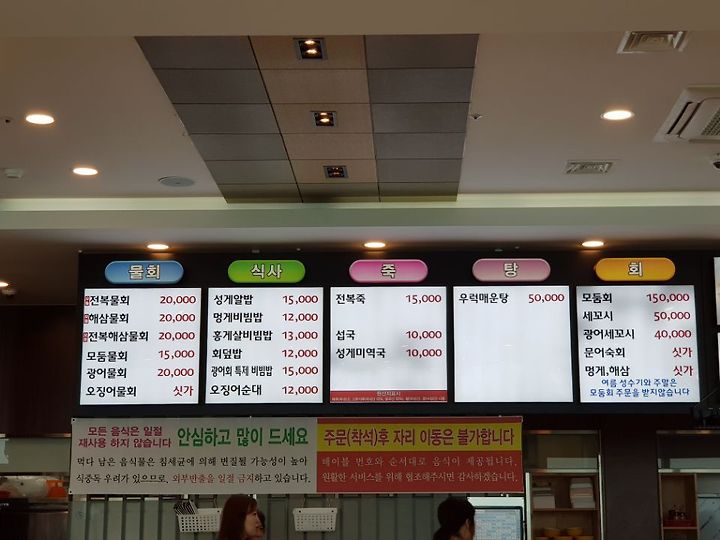 물회
전복물회 20,000
해삼물회 20,000
전복해삼물회 20,000
모듬물회 15,000
광어물회 20,000
오징어물회 싯가
식사
성게알밥 15,000
멍게비빔밥 12,000
홍게살비빔밥 13,000
회덮밥 12,000
광어회 특제 비빔밥 15,000
오징어순대 12,000
죽
전복죽 15,000
섭국 10,000
성게미역국 10,000
원산지표시
탕
우럭매운탕 50,000
회
모둠회 150,000
세꼬시 50,000
광어세꼬시 40,000
문어숙회 싯가
멍게,해삼 싯가
여름 성수기와 주말은
모둠회 주문을 받지않습니다
모든 음식은 일절
재사용 하지 않습니다
안심하고 많이 드세요
먹다 남은 음식물은 침세균에 의해 변질될 가능성이 높아
식중독 우려가 있으므로, 외부반출을 일절 금지하고 있습니다.
주문(착석)후 자리 이동은 불가합니다
테이블 번호와 순서대로 음식이 제공됩니다.
원활한 서비스를 위해 협조해주시면 감사하겠습니다.